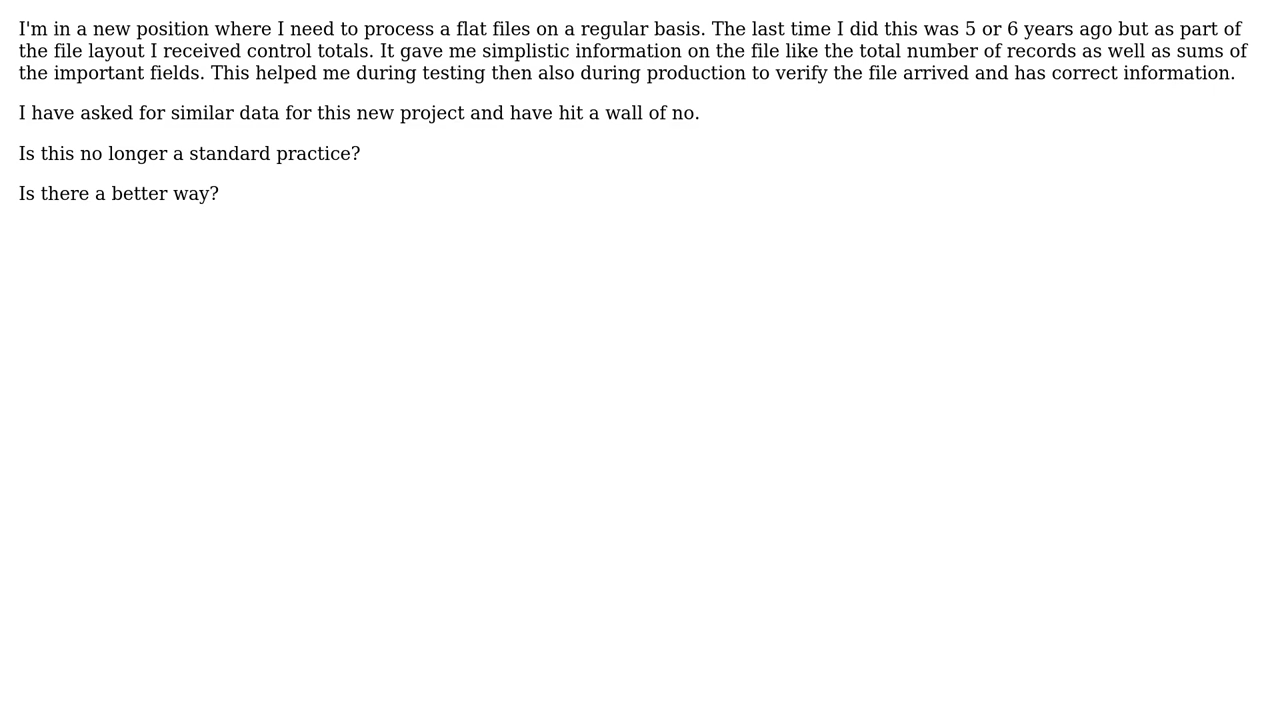 I'm in a new position where I need to process a flat files on a regular basis. The last time I did this was 5 or 6 years ago but as part of
the file layout I received control totals. It gave me simplistic information on the file like the total number of records as well as sums of
the important fields. This helped me during testing then also during production to verify the file arrived and has correct information.
I have asked for similar data for this new project and have hit a wall of no.
Is this no longer a standard practice?
Is there a better way?